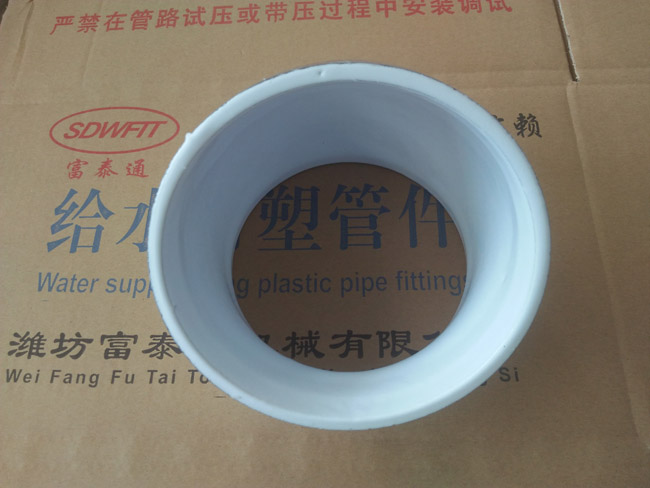 严禁在管路试压或带压过程中安装调试
SDWFIT
赖
富泰通
给水 塑管件
Water supp g plastic pipe fittings
潍坊富泰 机械有限
Wei Fang Fu Tai To Si